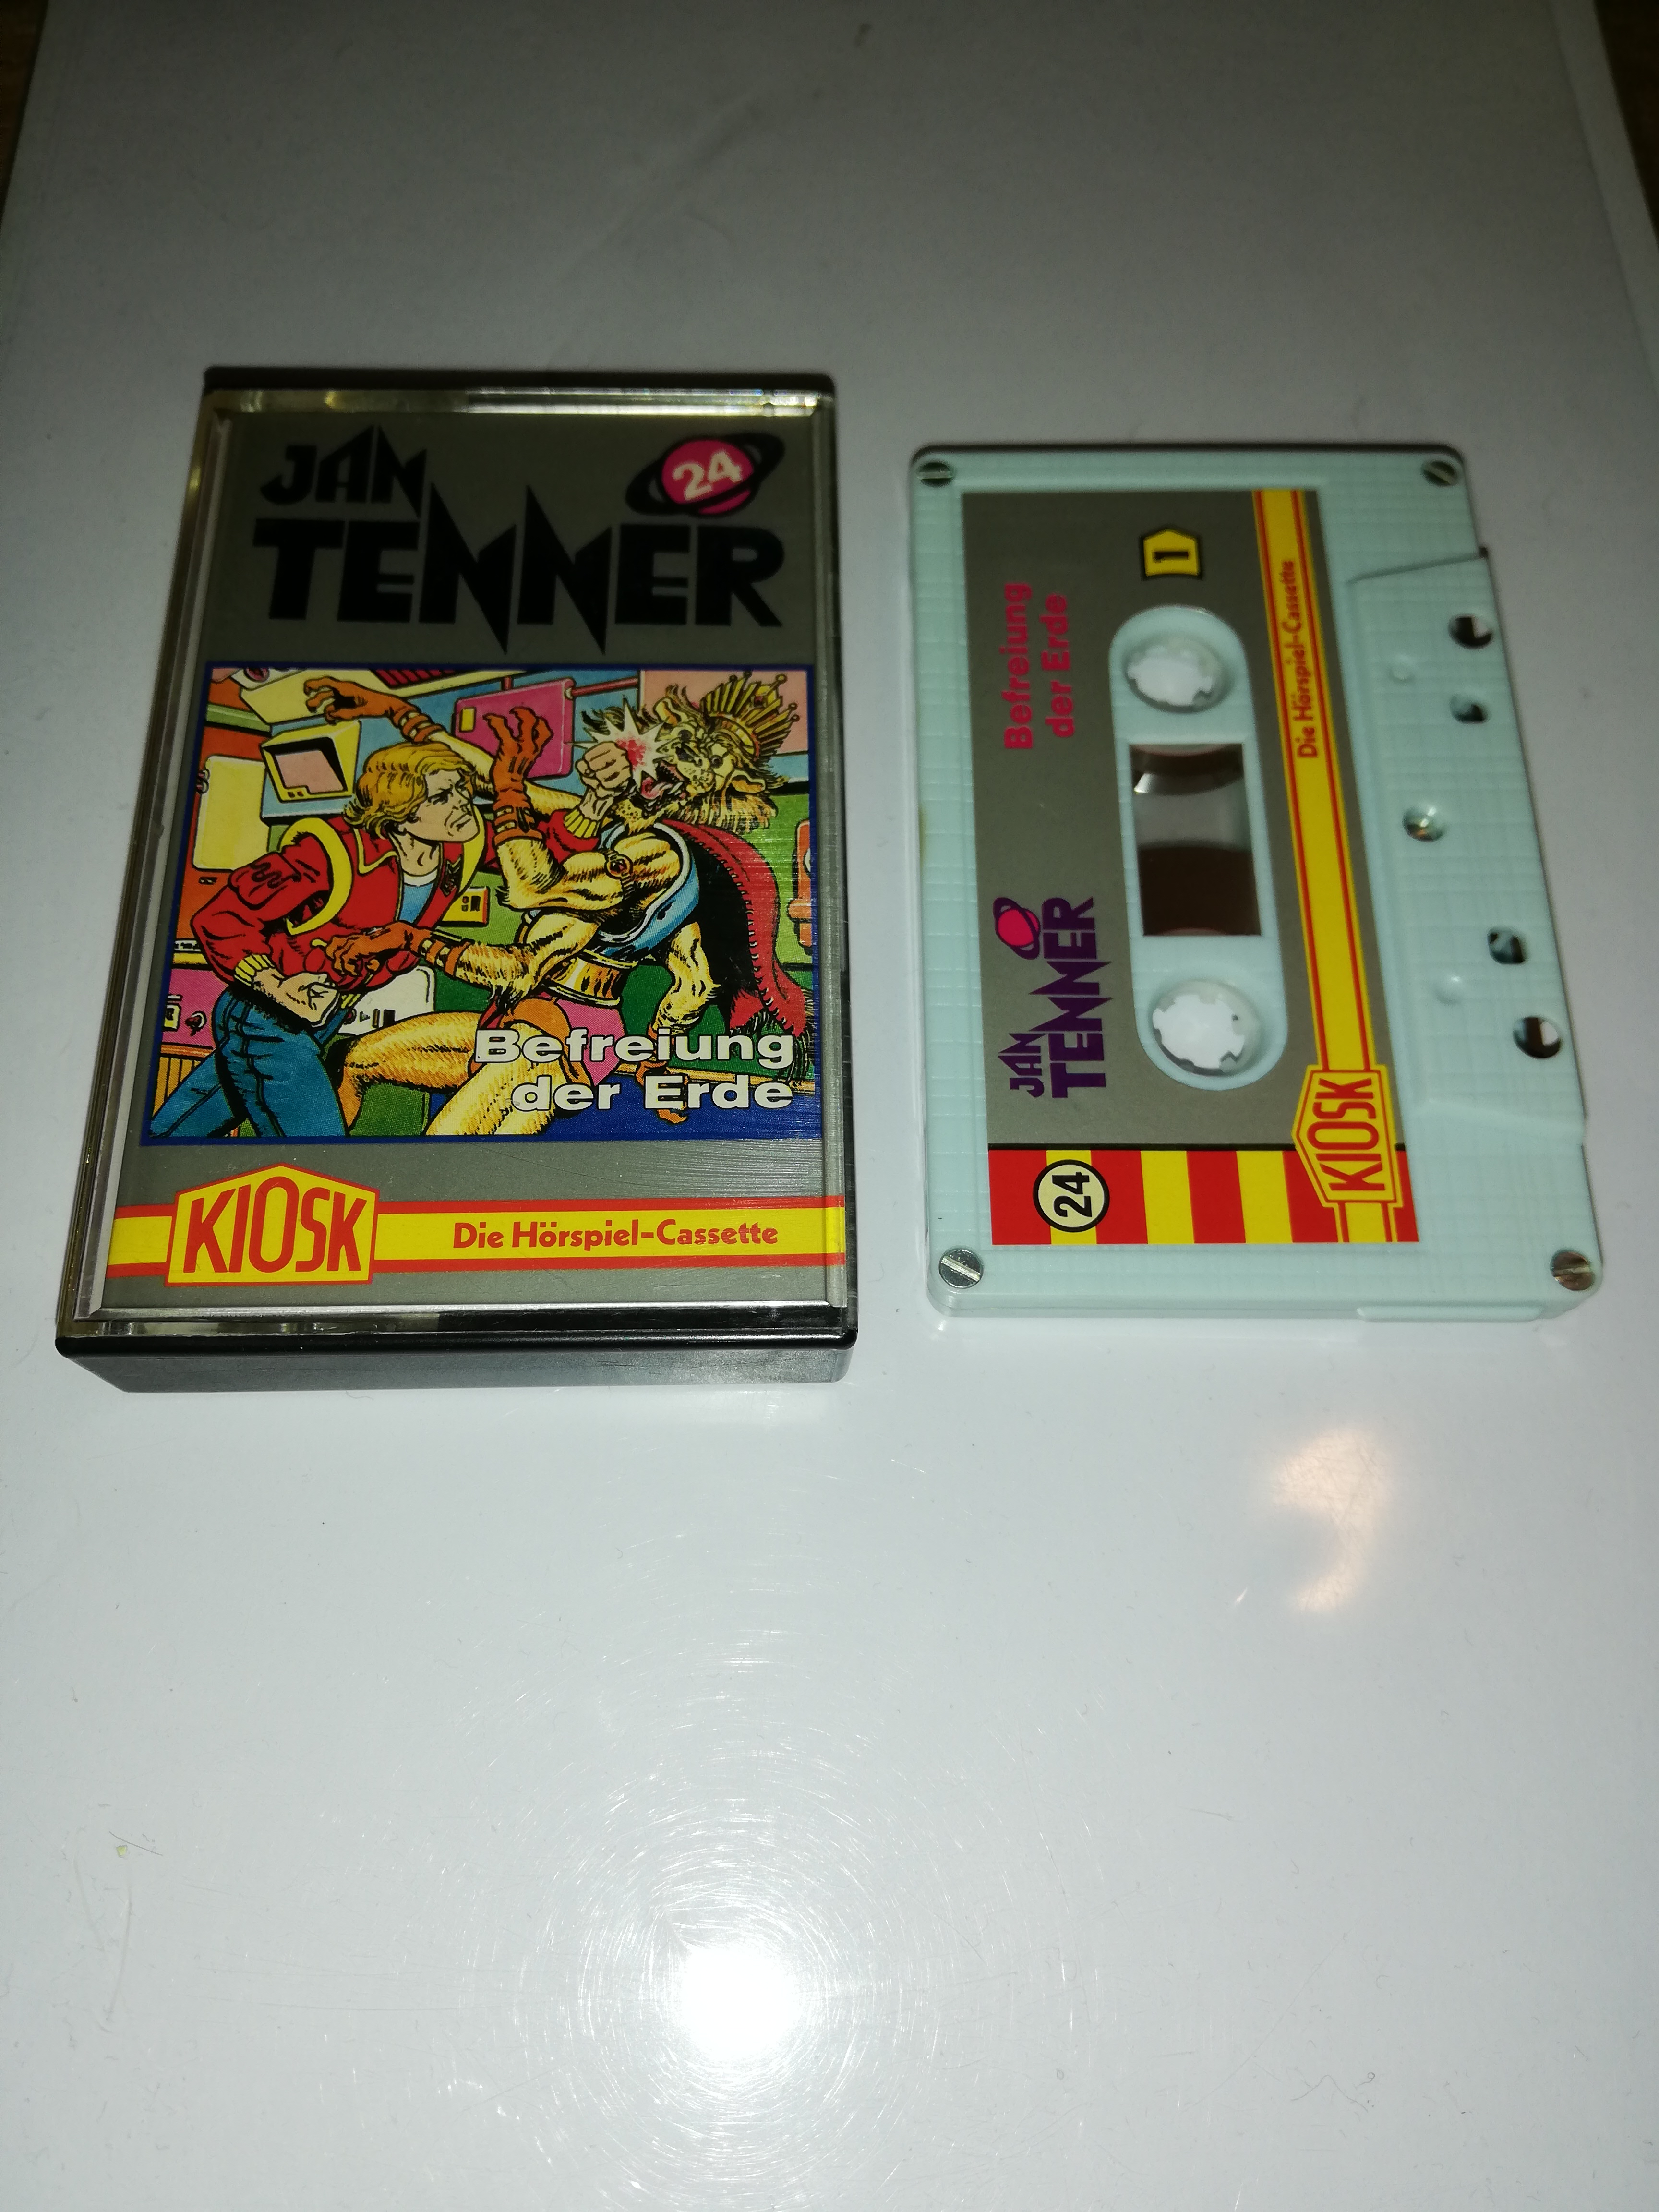 JAN
TENNER
24
Befreiung
der Erde
KIOSK
Die Hörspiel-Cassette
24
JAN
TENNER
Befreiung
der Erde
1
KIOSK
Die Hörspiel-Cassette